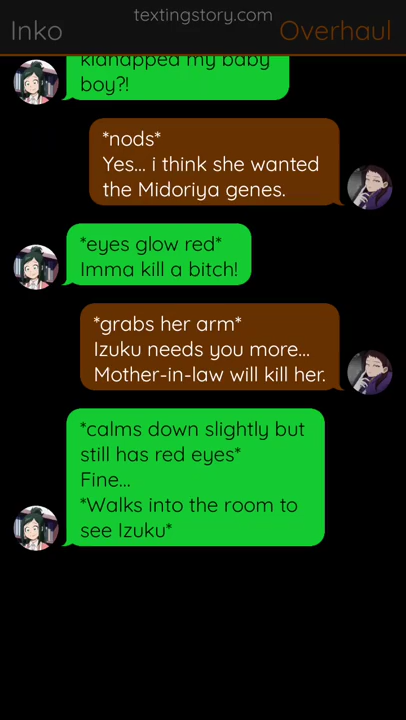 textingstory.com
Inko
Overhaul
kidnapped my baby
boy?!
*nods*
Yes... i think she wanted
the Midoriya genes.
*eyes glow red*
Imma kill a bitch!
*grabs her arm*
Izuku needs you more...
Mother-in-law will kill her.
*calms down slightly but
still has red eyes*
Fine...
*Walks into the room to
see Izuku*